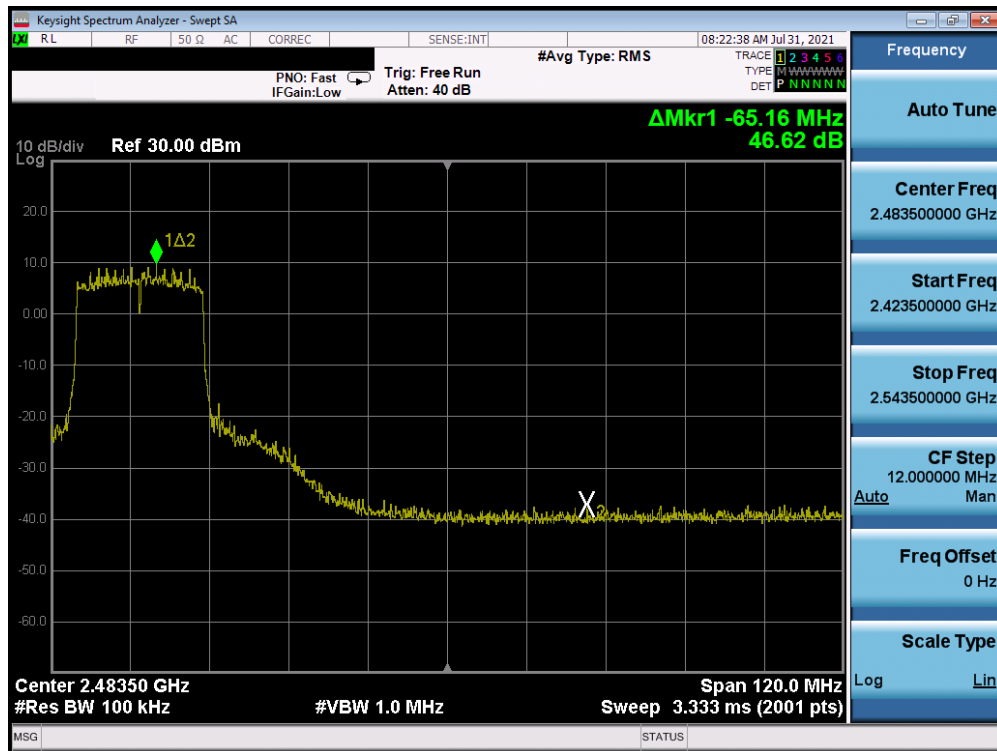 Keysight Spectrum Analyzer - Swept SA
LXI RL RF 50 Ω AC CORREC SENSE:INT 08:22:38 AM Jul 31, 2021
#Avg Type: RMS
TRACE 1 2 3 4 5 6
PNO: Fast Trig: Free Run
TYPE M WWWWW
IFGain:Low Atten: 40 dB
DET P N N N N N
ΔMkr1 -65.16 MHz
46.62 dB
10 dB/div Ref 30.00 dBm
Log
20.0
1Δ2
10.0
0.00
-10.0
-20.0
-30.0
-40.0
-50.0
-60.0
Center 2.48350 GHz Span 120.0 MHz
#Res BW 100 kHz #VBW 1.0 MHz Sweep 3.333 ms (2001 pts)
MSG STATUS
Frequency
Auto Tune
Center Freq
2.483500000 GHz
Start Freq
2.423500000 GHz
Stop Freq
2.543500000 GHz
CF Step
12.000000 MHz
Auto Man
Freq Offset
0 Hz
Scale Type
Log Lin